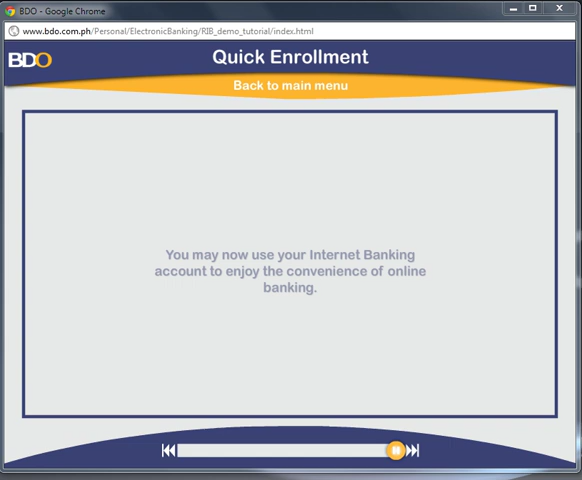 BDO - Google Chrome
www.bdo.com.ph/Personal/ElectronicBanking/RIB_demo_tutorial/index.html
BDO
Quick Enrollment
Back to main menu
You may now use your Internet Banking
account to enjoy the convenience of online
banking.